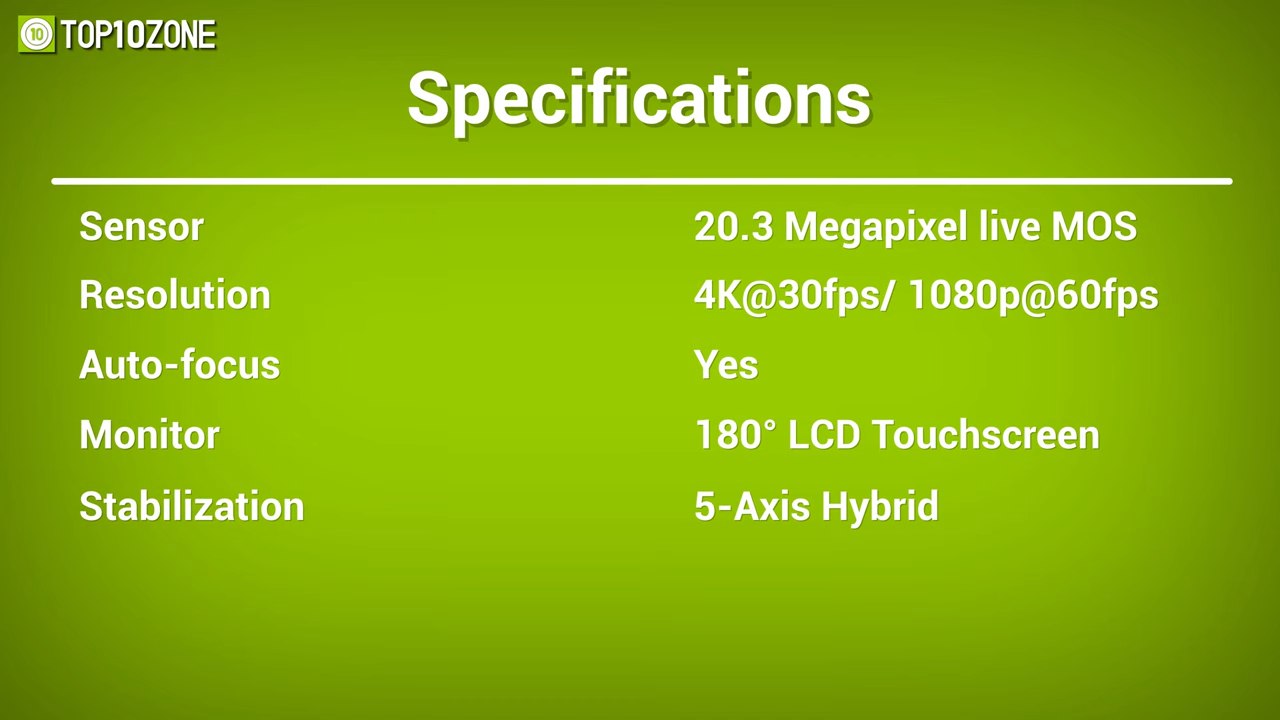 10 TOP10ZONE
Specifications
Sensor 20.3 Megapixel live MOS
Resolution 4K@30fps/ 1080p@60fps
Auto-focus Yes
Monitor 180° LCD Touchscreen
Stabilization 5-Axis Hybrid